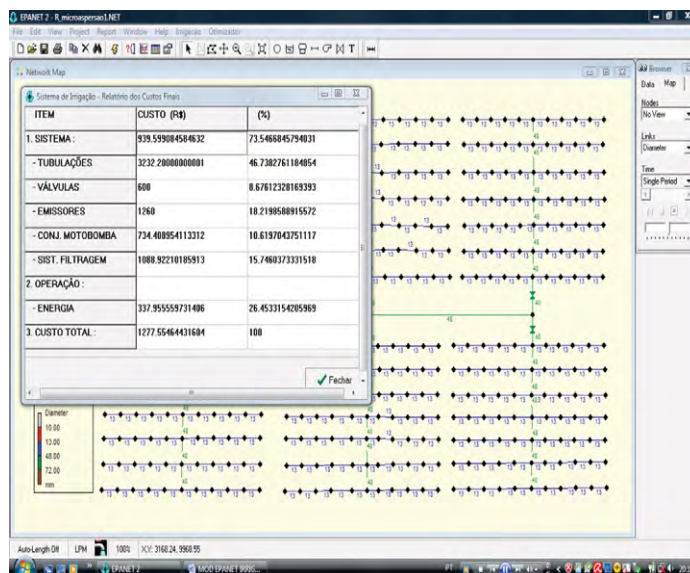 EPANET 2 - R_microaspersao1.NET
File Edit View Project Report Window Help Irrigacao Otimizador
Network Map
Sistema de Irrigação - Relatório dos Custos Finais
ITEM CUSTO (R$) (%)
1. SISTEMA : 939.599084584632 73.5466845794031
- TUBULAÇÕES 3232.20000000001 46.7382761184854
- VÁLVULAS 600 8.67612328169393
- EMISSORES 1260 18.2198588915572
- CONJ. MOTOBOMBA 734.408954113312 10.6197043751117
- SIST. FILTRAGEM 1088.92210185913 15.7460373331518
2. OPERAÇÃO :
- ENERGIA 337.955559731406 26.4533154205969
3. CUSTO TOTAL : 1277.55464431604 100
Fechar
Browser
Data Map
Nodes
No View
Links
Diameter
Time
Single Period
Diameter
10.00
13.00
48.00
72.00
mm
Auto-Length Off LPM 100% X,Y: 3168.24, 9968.55
EPANET 2
PT